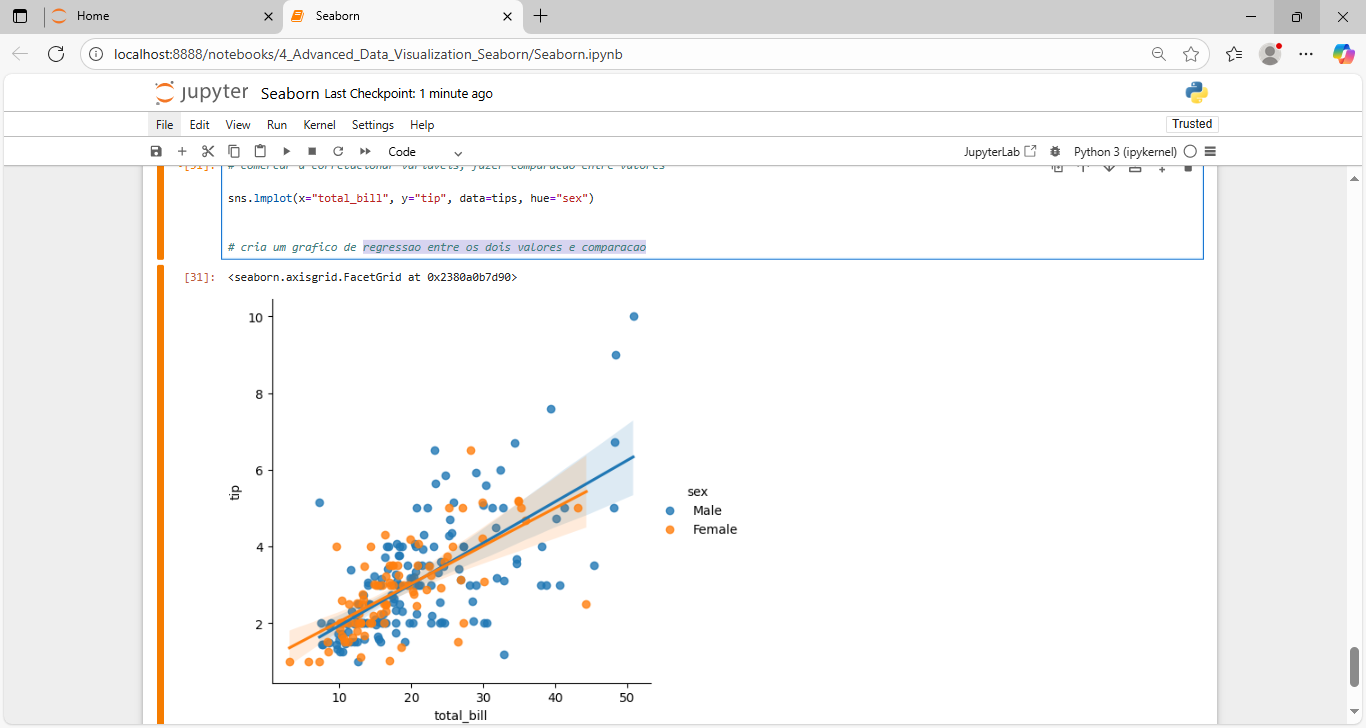 Home
Seaborn
localhost:8888/notebooks/4_Advanced_Data_Visualization_Seaborn/Seaborn.ipynb
jupyter Seaborn Last Checkpoint: 1 minute ago
File Edit View Run Kernel Settings Help
Trusted
Code
JupyterLab
Python 3 (ipykernel)
sns.lmplot(x="total_bill", y="tip", data=tips, hue="sex")
# cria um grafico de regressao entre os dois valores e comparacao
[31]: <seaborn.axisgrid.FacetGrid at 0x2380a0b7d90>
10
8
6
4
2
tip
sex
Male
Female
10 20 30 40 50
total_bill